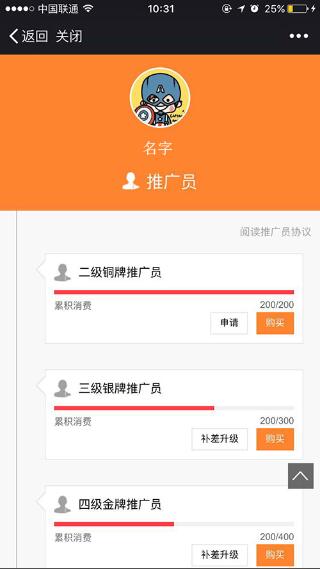 中国联通 10:31 25%
返回 关闭
名字
推广员
阅读推广员协议
二级铜牌推广员
累积消费 200/200
申请 购买
三级银牌推广员
累积消费 200/300
补差升级 购买
四级金牌推广员
累积消费 200/400
补差升级 购买